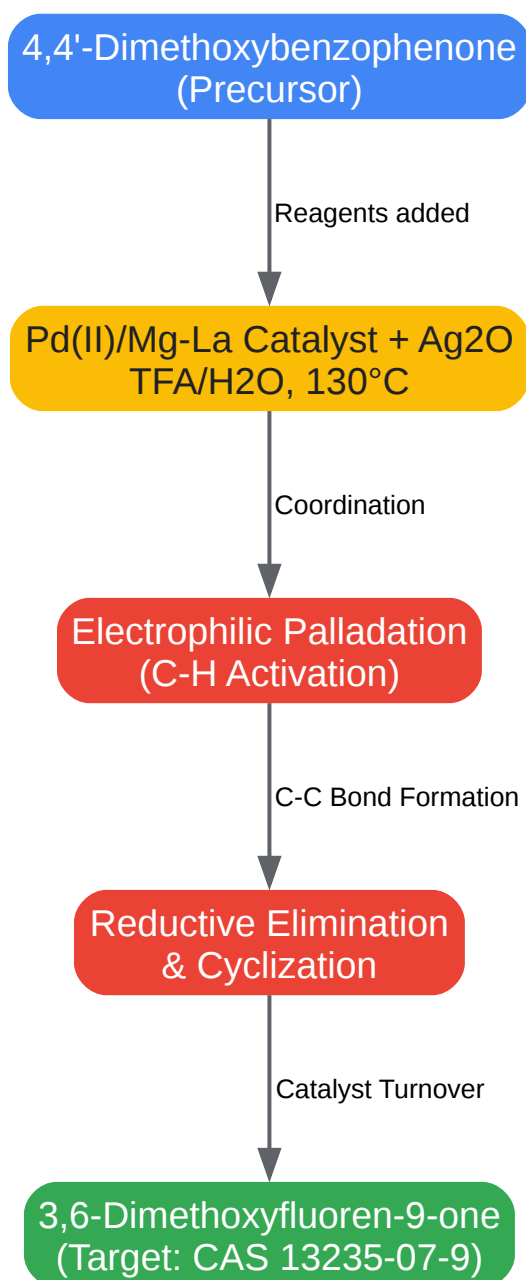 4,4'-Dimethoxybenzophenone
(Precursor)
Reagents added
Pd(II)/Mg-La Catalyst + Ag2O
TFA/H2O, 130°C
Coordination
Electrophilic Palladation
(C-H Activation)
C-C Bond Formation
Reductive Elimination
& Cyclization
Catalyst Turnover
3,6-Dimethoxyfluoren-9-one
(Target: CAS 13235-07-9)